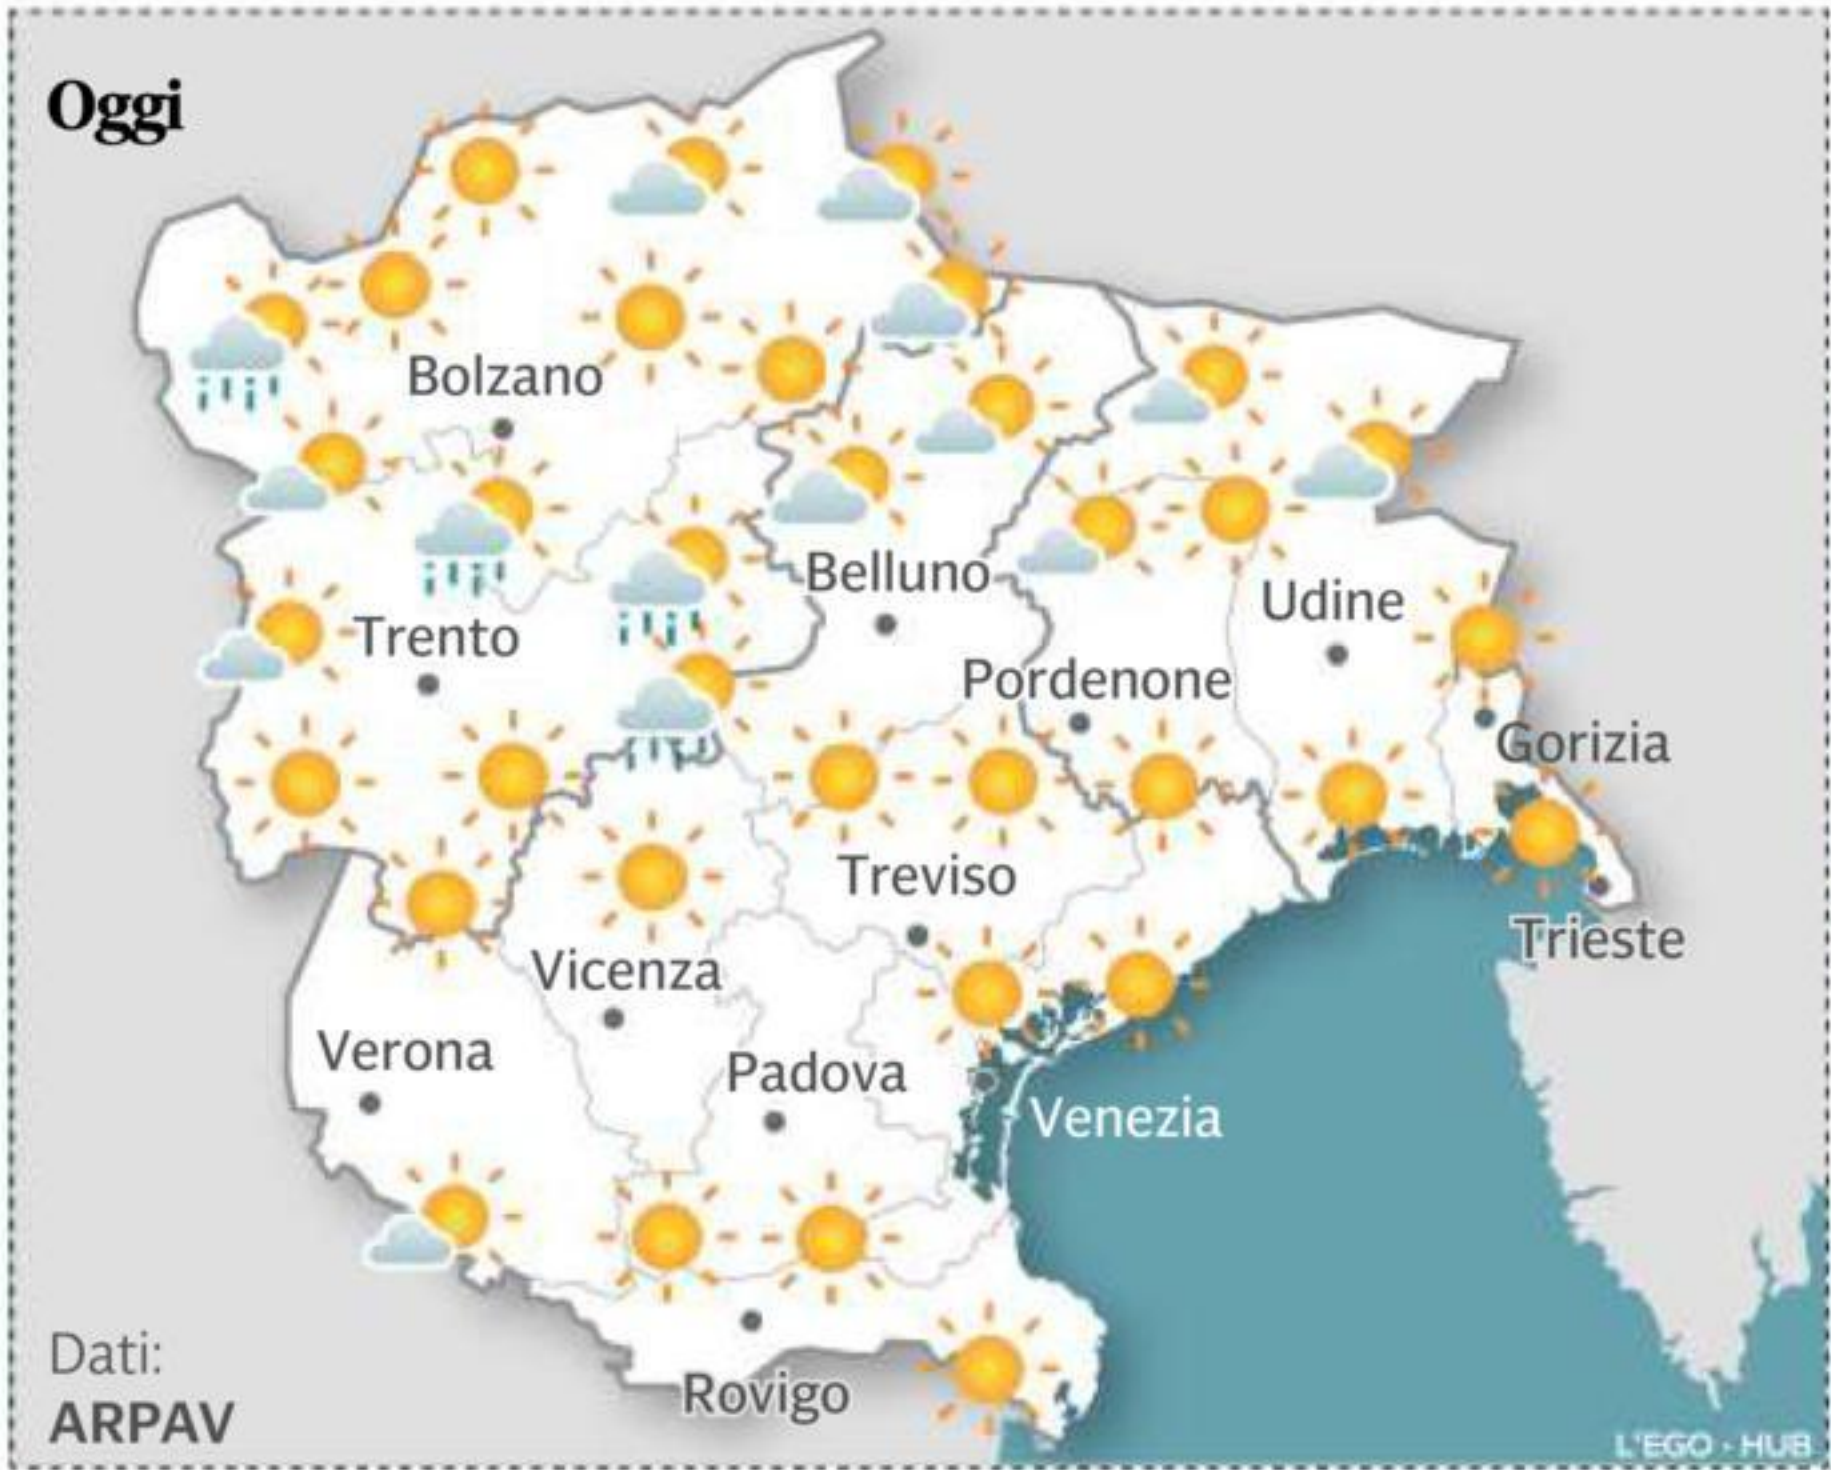 Oggi
Bolzano
Belluno
Udine
Trento
Pordenone
Gorizia
Treviso
Trieste
Vicenza
Verona
Padova
Venezia
Rovigo
Dati:
ARPAV
L'EGO - HUB